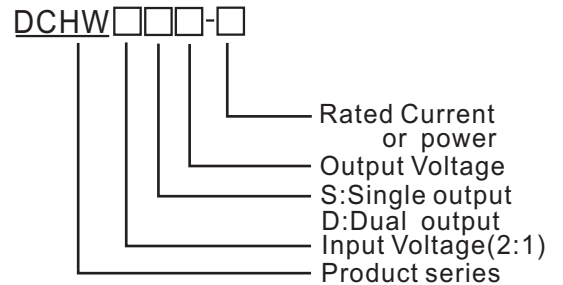 DCHW□□□-□
Rated Current
or power
Output Voltage
S:Single output
D:Dual output
Input Voltage(2:1)
Product series